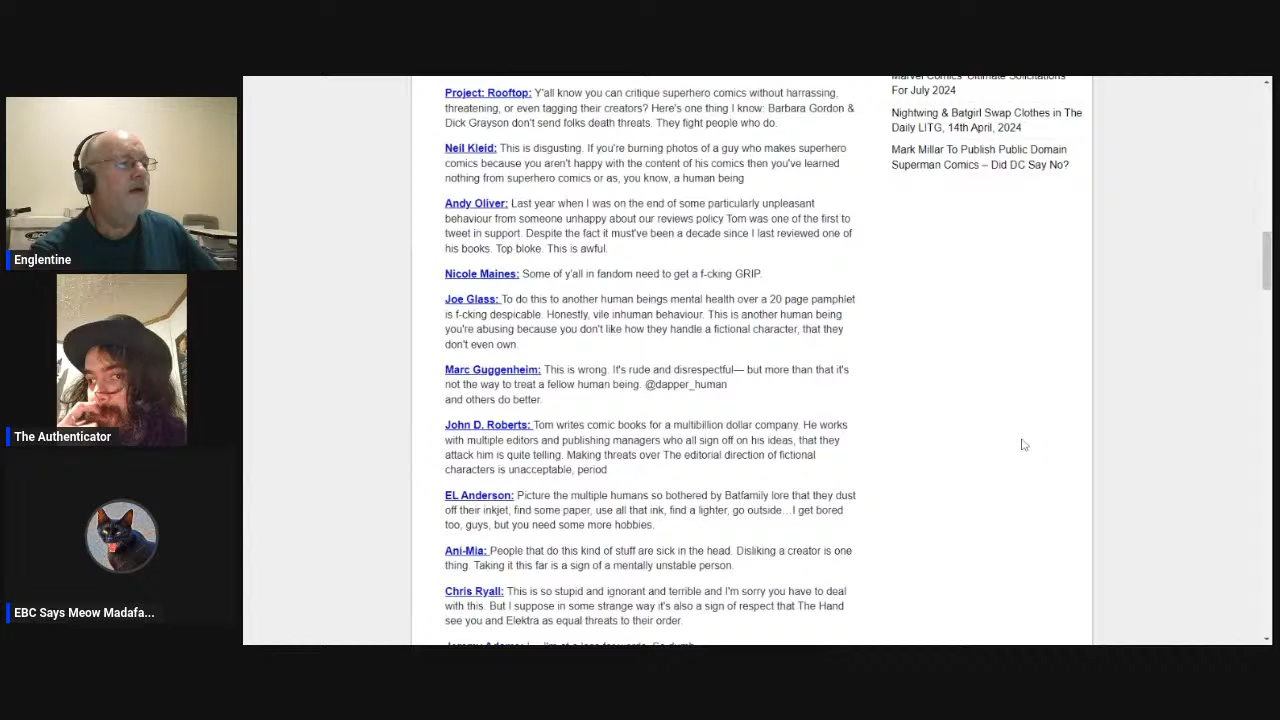 Project: Rooftop: Y'all know you can critique superhero comics without harrassing,
threatening, or even tagging their creators? Here's one thing I know: Barbara Gordon &
Dick Grayson don't send folks death threats. They fight people who do.
Neil Kleid: This is disgusting. If you're burning photos of a guy who makes superhero
comics because you aren't happy with the content of his comics then you've learned
nothing from superhero comics or as, you know, a human being
Andy Oliver: Last year when I was on the end of some particularly unpleasant
behaviour from someone unhappy about our reviews policy Tom was one of the first to
tweet in support. Despite the fact it must've been a decade since I last reviewed one of
his books. Top bloke. This is awful.
Nicole Maines: Some of y'all in fandom need to get a f-cking GRIP.
Joe Glass: To do this to another human beings mental health over a 20 page pamphlet
is f-cking despicable. Honestly, vile inhuman behaviour. This is another human being
you're abusing because you don't like how they handle a fictional character, that they
don't even own.
Marc Guggenheim: This is wrong. It's rude and disrespectful— but more than that it's
not the way to treat a fellow human being. @dapper_human
and others do better.
John D. Roberts: Tom writes comic books for a multibillion dollar company. He works
with multiple editors and publishing managers who all sign off on his ideas, that they
attack him is quite telling. Making threats over The editorial direction of fictional
characters is unacceptable, period
EL Anderson: Picture the multiple humans so bothered by Batfamily lore that they dust
off their inkjet, find some paper, use all that ink, find a lighter, go outside…I get bored
too, guys, but you need some more hobbies.
Ani-Mia: People that do this kind of stuff are sick in the head. Disliking a creator is one
thing. Taking it this far is a sign of a mentally unstable person.
Chris Ryall: This is so stupid and ignorant and terrible and I'm sorry you have to deal
with this. But I suppose in some strange way it's also a sign of respect that The Hand
see you and Elektra as equal threats to their order.
Marvel Comics' Ultimate Solicitations
For July 2024
Nightwing & Batgirl Swap Clothes in The
Daily LITG, 14th April, 2024
Mark Millar To Publish Public Domain
Superman Comics – Did DC Say No?
Englentine
The Authenticator
EBC Says Meow Madafa...